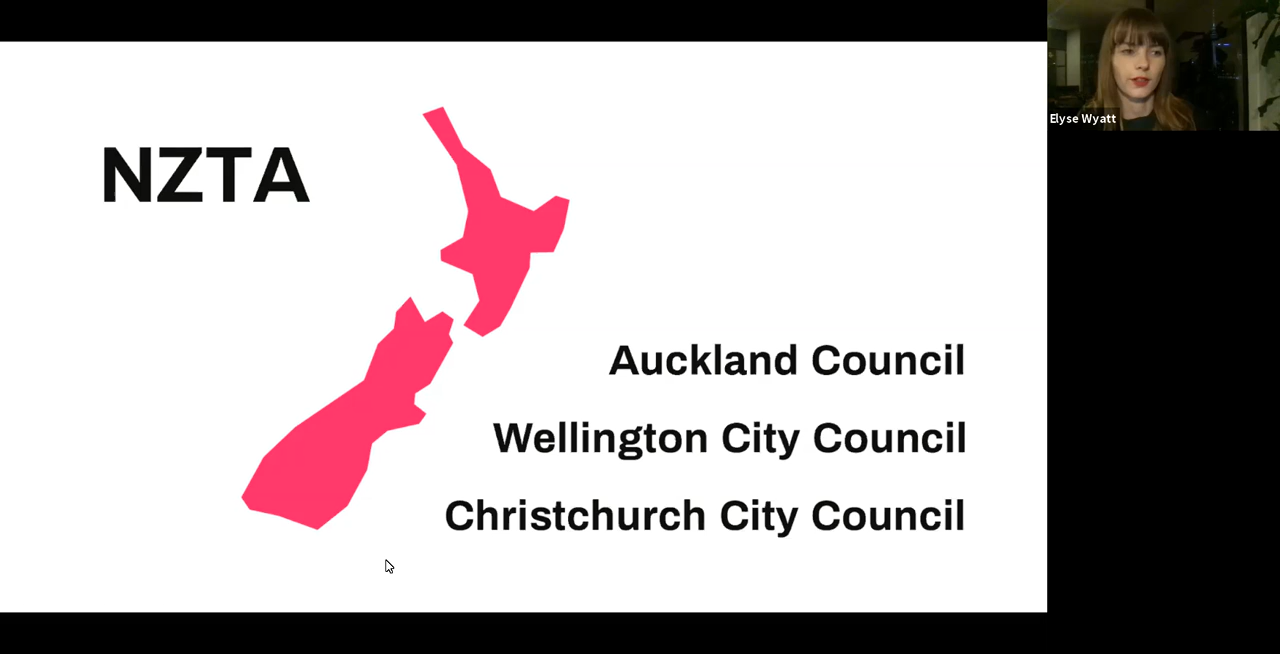 NZTA
Auckland Council
Wellington City Council
Christchurch City Council
Elyse Wyatt